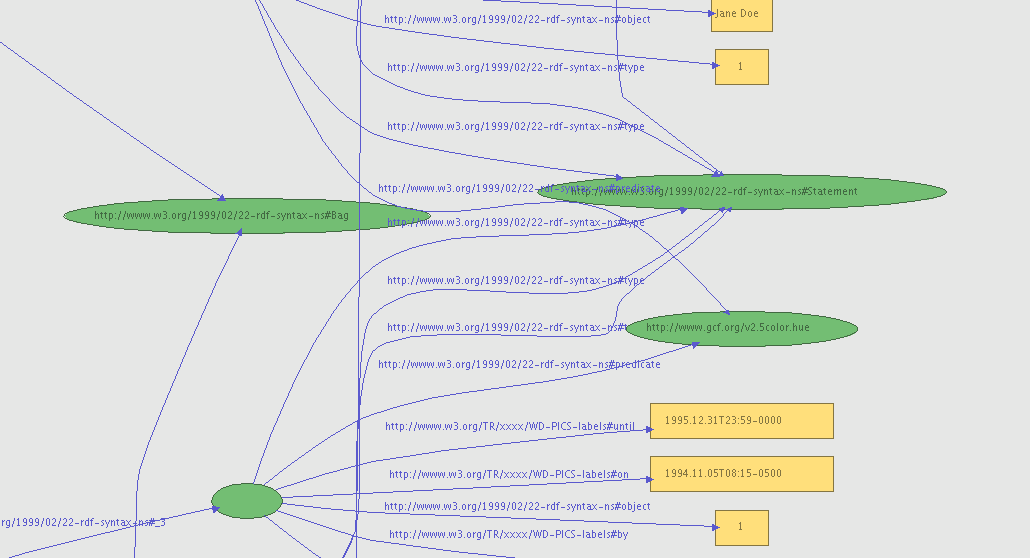 Jane Doe
http://www.w3.org/1999/02/22-rdf-syntax-ns#object
1
http://www.w3.org/1999/02/22-rdf-syntax-ns#type
http://www.w3.org/1999/02/22-rdf-syntax-ns#type
http://www.w3.org/1999/02/22-rdf-syntax-ns#predicate
http://www.w3.org/1999/02/22-rdf-syntax-ns#Statement
http://www.w3.org/1999/02/22-rdf-syntax-ns#Bag
http://www.w3.org/1999/02/22-rdf-syntax-ns#type
http://www.w3.org/1999/02/22-rdf-syntax-ns#type
http://www.w3.org/1999/02/22-rdf-syntax-ns#t
http://www.gcf.org/v2.5color.hue
http://www.w3.org/1999/02/22-rdf-syntax-ns#predicate
1995.12.31T23:59-0000
http://www.w3.org/TR/xxxx/WD-PICS-labels#until
1994.11.05T08:15-0500
http://www.w3.org/TR/xxxx/WD-PICS-labels#on
http://www.w3.org/1999/02/22-rdf-syntax-ns#object
rg/1999/02/22-rdf-syntax-ns#_3
1
http://www.w3.org/TR/xxxx/WD-PICS-labels#by